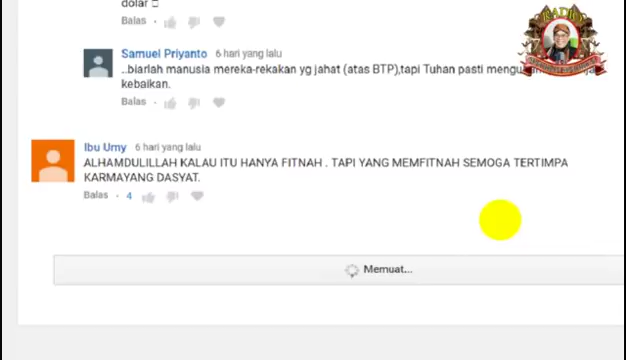 dolar
Balas
Samuel Priyanto 6 hari yang lalu
..biarlah manusia mereka-rekakan yg jahat (atas BTP),tapi Tuhan pasti
kebaikan.
Balas
Ibu Umy 6 hari yang lalu
ALHAMDULILLAH KALAU ITU HANYA FITNAH . TAPI YANG MEMFITNAH SEMOGA TERTIMPA
KARMAYANG DASYAT.
Balas · 4
Memuat...